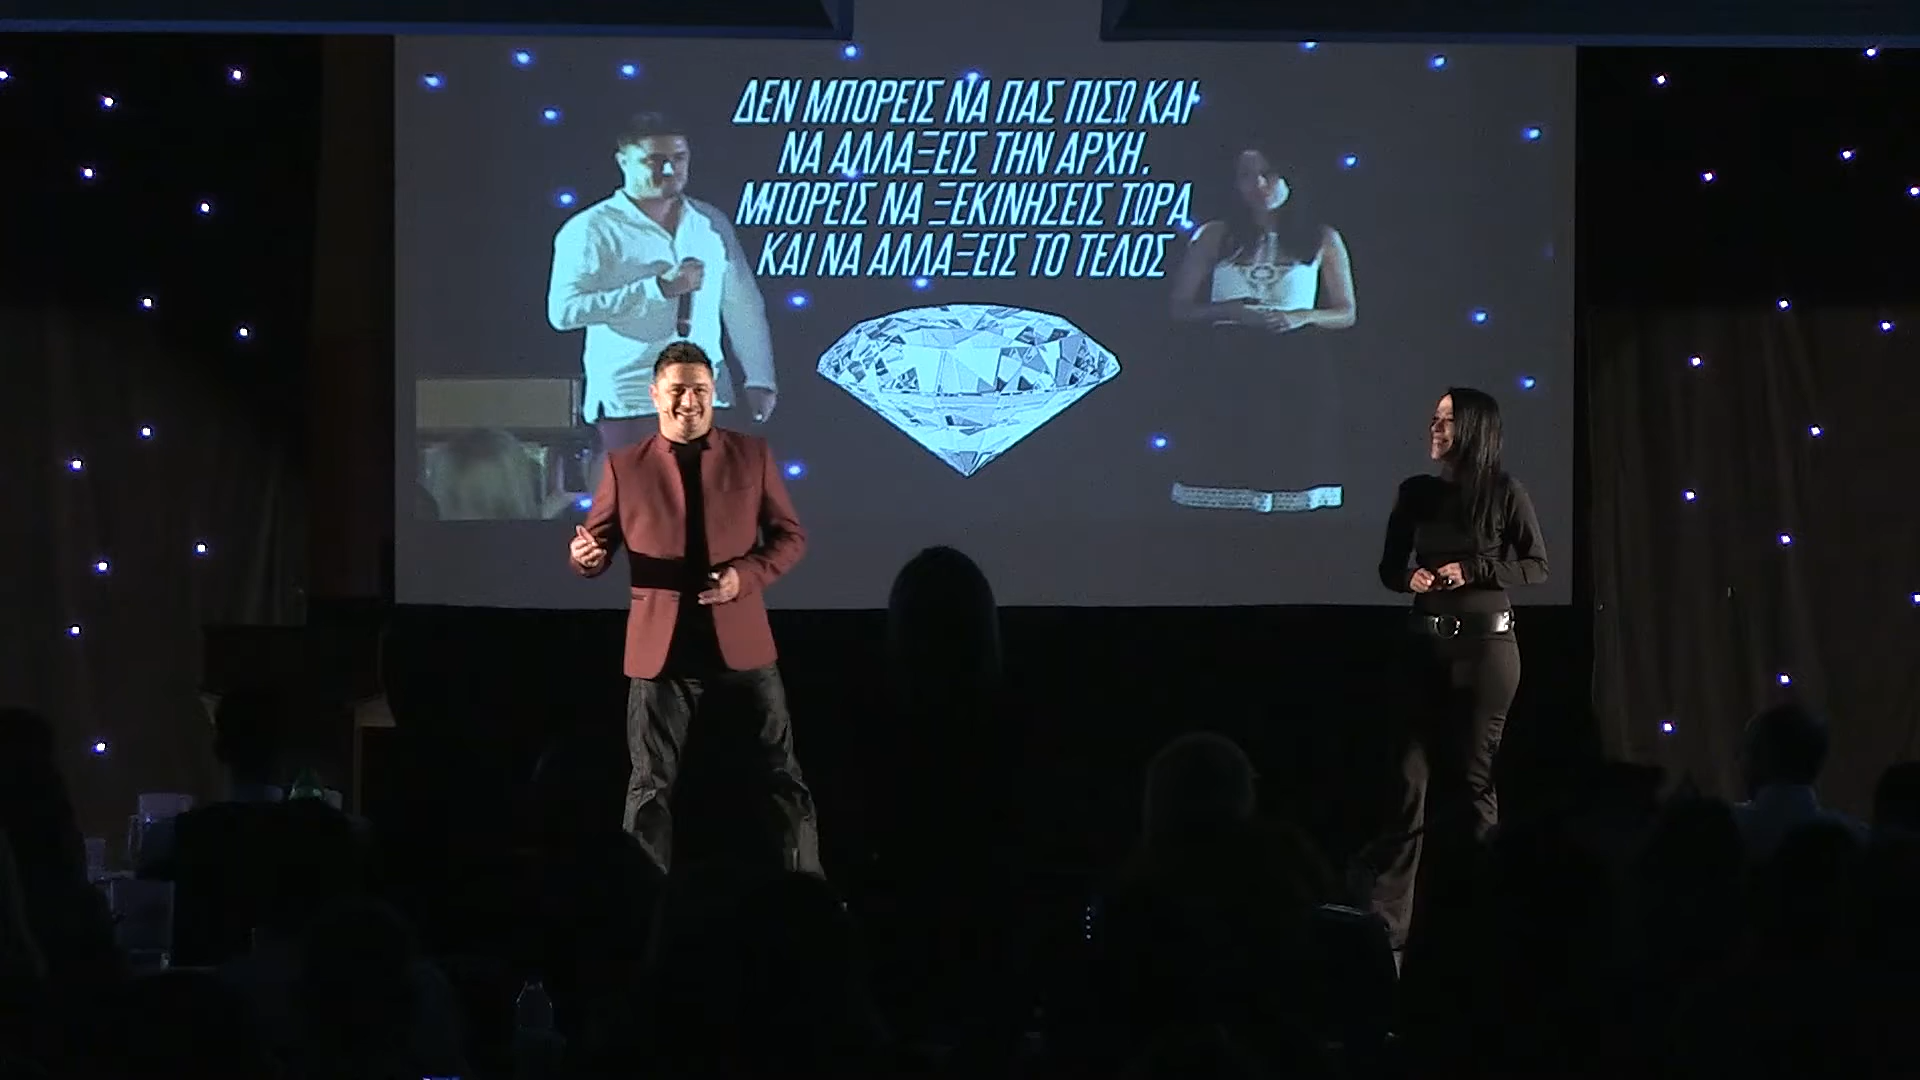 ΔΕΝ ΜΠΟΡΕΙΣ ΝΑ ΠΑΣ ΠΙΣΩ ΚΑΙ
ΝΑ ΑΛΛΑΞΕΙΣ ΤΗΝ ΑΡΧΗ.
ΜΠΟΡΕΙΣ ΝΑ ΞΕΚΙΝΗΣΕΙΣ ΤΩΡΑ
ΚΑΙ ΝΑ ΑΛΛΑΞΕΙΣ ΤΟ ΤΕΛΟΣ